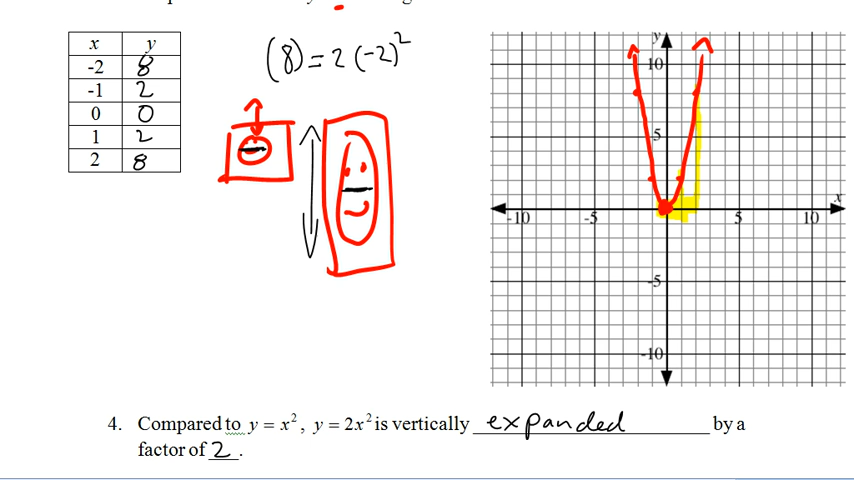 x y
-2 8
-1 2
0 0
1 2
2 8
(8) = 2(-2)²
y
10
5
x
-10 -5 5 10
-5
-10
4. Compared to y = x², y = 2x² is vertically expanded by a
factor of 2.